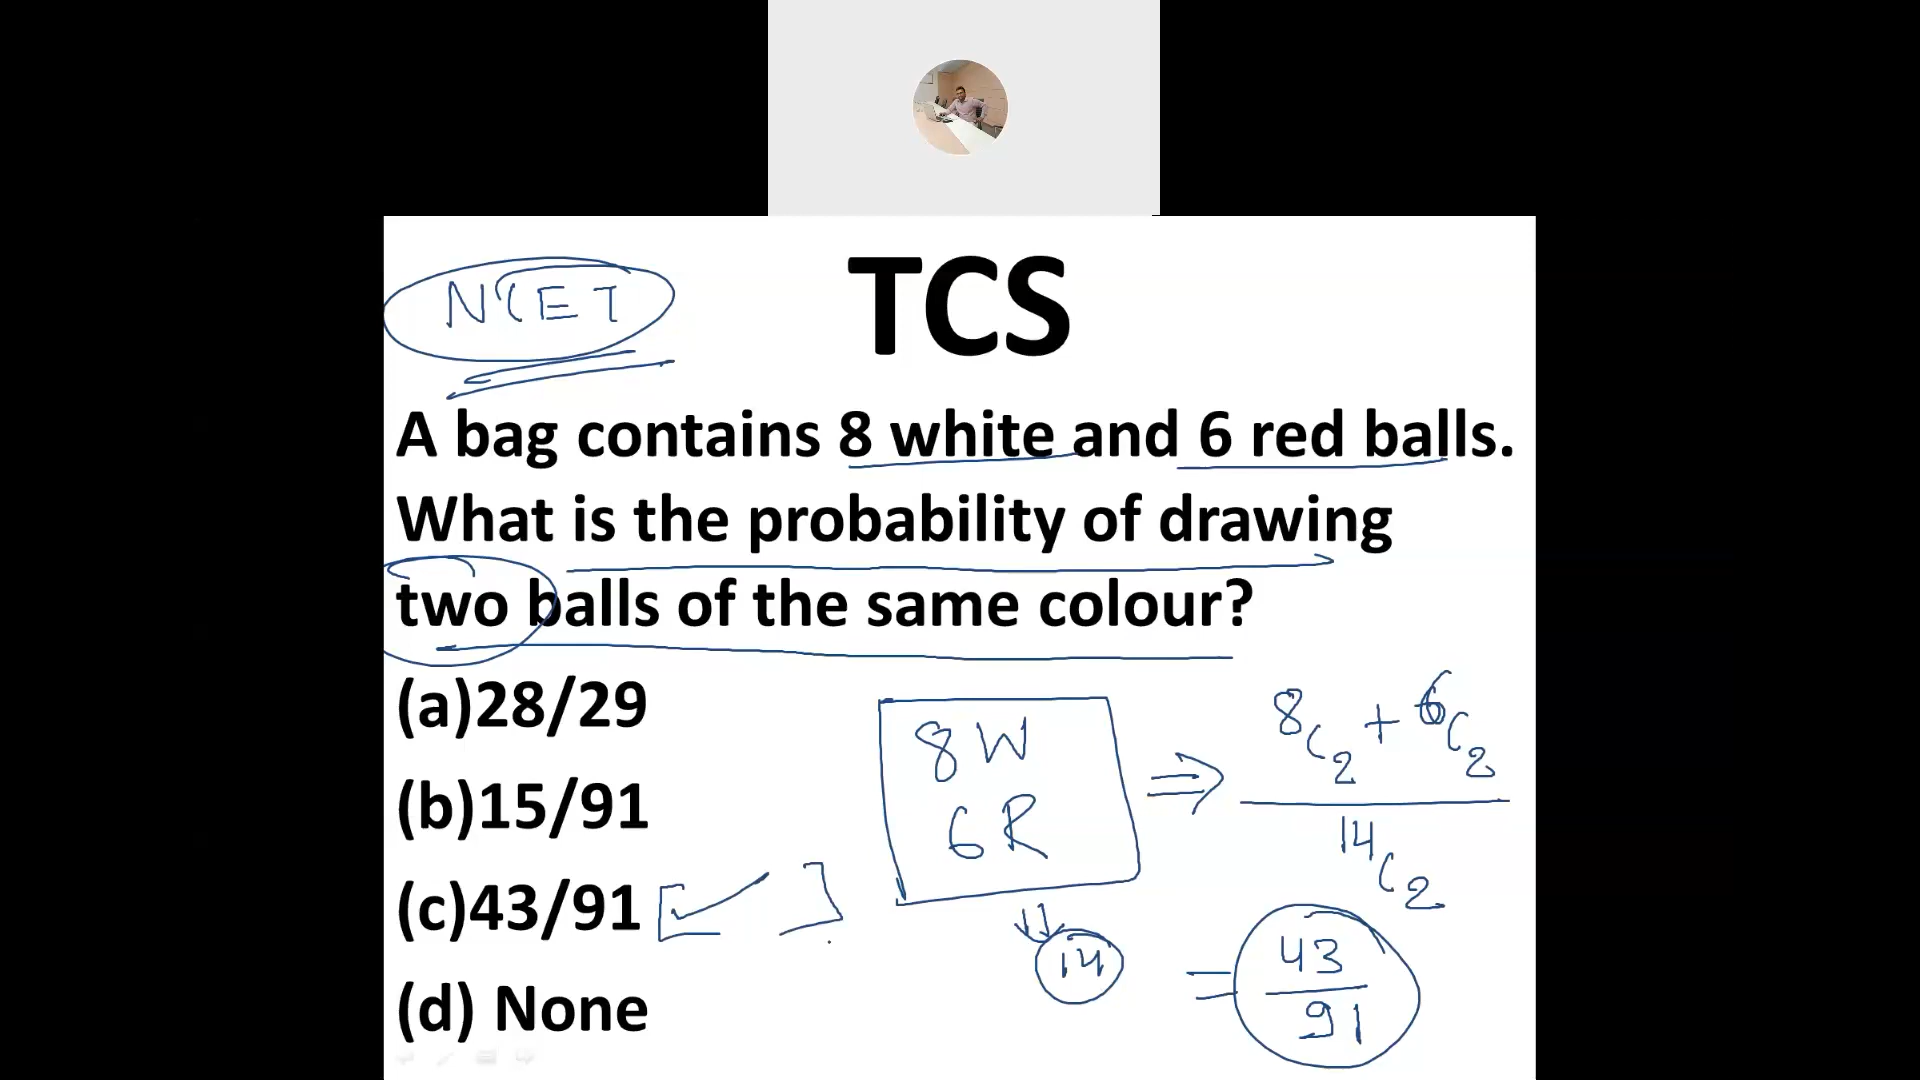 NCET
TCS
A bag contains 8 white and 6 red balls.
What is the probability of drawing
two balls of the same colour?
(a)28/29
(b)15/91
(c)43/91
(d) None
8W
6R
14
8C2 + 6C2
14C2
= 43
91